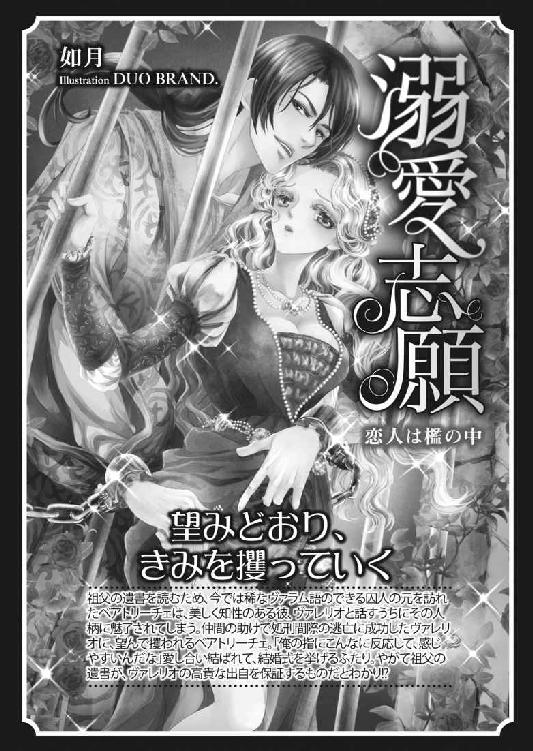 如月
Illustration DUO BRAND.
溺愛志願
恋人は檻の中
望みどおり、
きみを攫っていく
祖父の遺書を読むため、今では稀なヴァラム語のできる囚人の元を訪れ
たベアトリーチェは、美しく知性のある彼、ヴァレリオと話すうちにその人
柄に魅了されてしまう。仲間の助けで処刑間際の逃亡に成功したヴァレリ
オに、望んで攫われるベアトリーチェ。「俺の指にこんなに反応して、感じ
やすいんだな」愛し合い結ばれて、結婚式を挙げるふたり。やがて祖父の
遺書が、ヴァレリオの高貴な出自を保証するものだとわかり!?